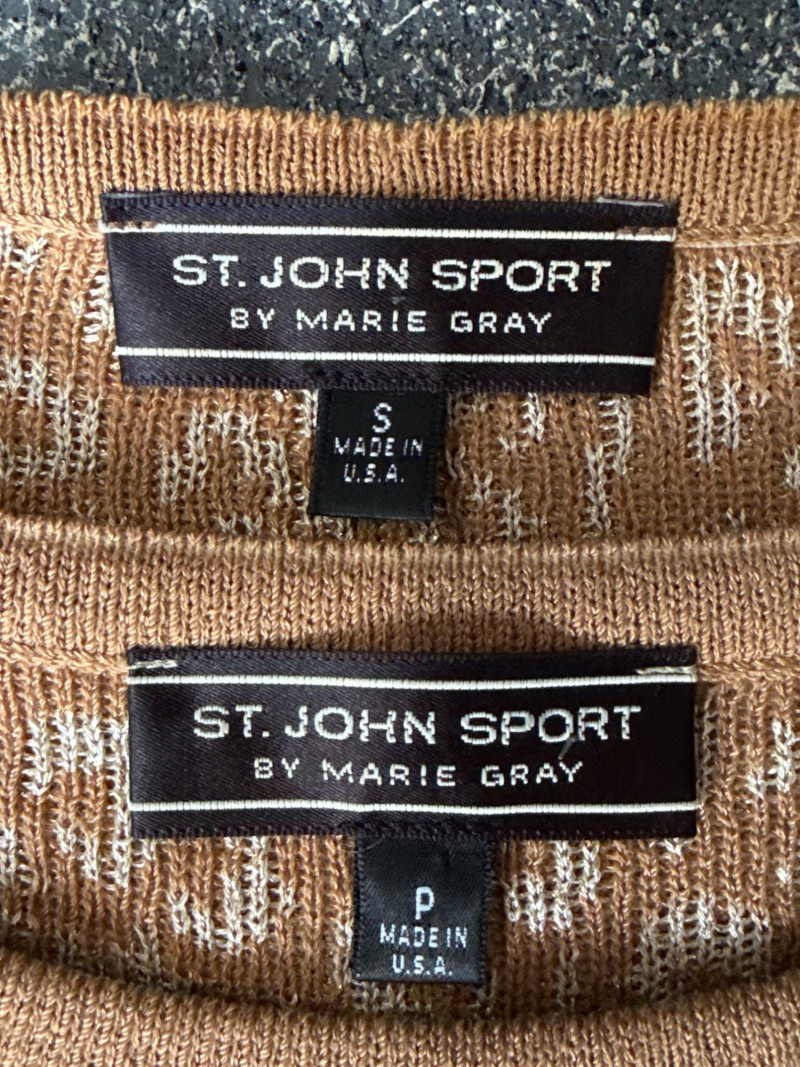 ST. JOHN SPORT
BY MARIE GRAY
S
MADE IN
U.S.A.
ST. JOHN SPORT
BY MARIE GRAY
P
MADE IN
U.S.A.